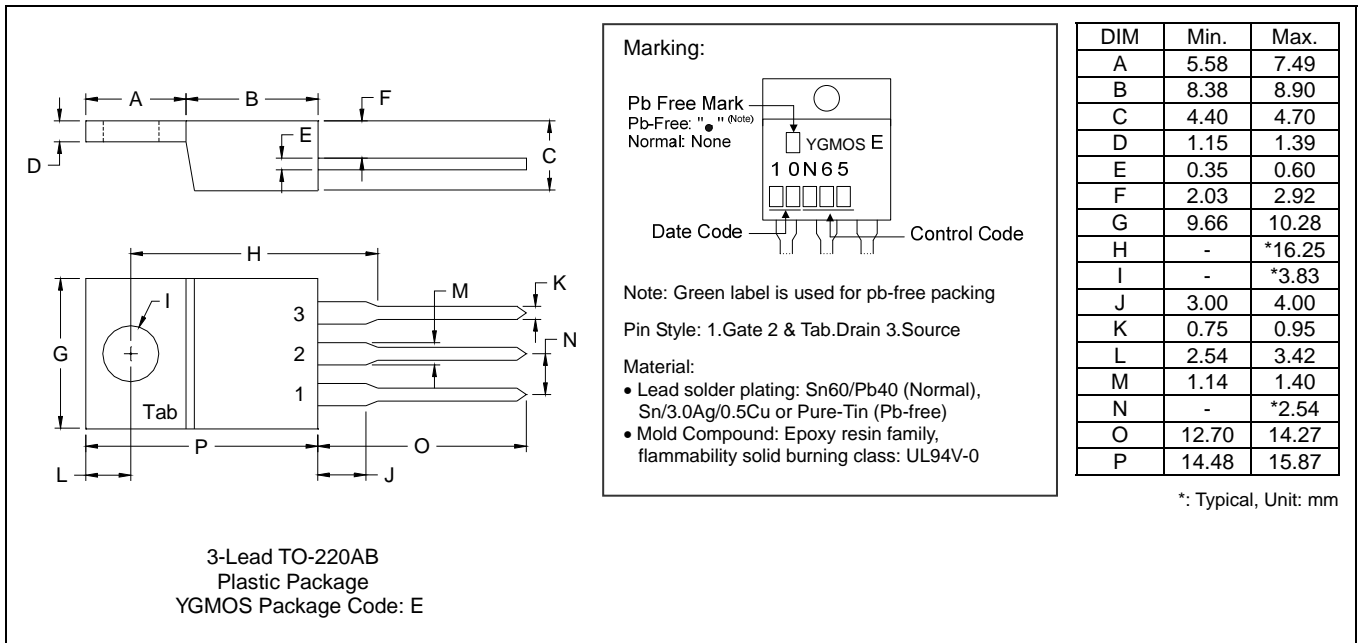 A
B
F
E
D
C
H
I
M
K
3
G
2
N
1
Tab
P
O
L
J
3-Lead TO-220AB
Plastic Package
YGMOS Package Code: E
Marking:
Pb Free Mark
Pb-Free: "●" (Note)
Normal: None
YGMOS E
10N65
Date Code
Control Code
Note: Green label is used for pb-free packing
Pin Style: 1.Gate 2 & Tab.Drain 3.Source
Material:
• Lead solder plating: Sn60/Pb40 (Normal),
Sn/3.0Ag/0.5Cu or Pure-Tin (Pb-free)
• Mold Compound: Epoxy resin family,
flammability solid burning class: UL94V-0
DIM Min. Max.
A 5.58 7.49
B 8.38 8.90
C 4.40 4.70
D 1.15 1.39
E 0.35 0.60
F 2.03 2.92
G 9.66 10.28
H - *16.25
I - *3.83
J 3.00 4.00
K 0.75 0.95
L 2.54 3.42
M 1.14 1.40
N - *2.54
O 12.70 14.27
P 14.48 15.87
*: Typical, Unit: mm